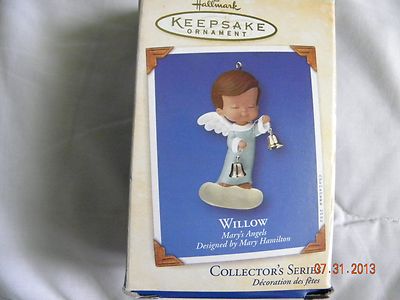 Hallmark
KEEPSAKE
ORNAMENT
WILLOW
Mary's Angels
Designed by Mary Hamilton
COLLECTOR'S SERIES
Décoration des fêtes
07.31.2013